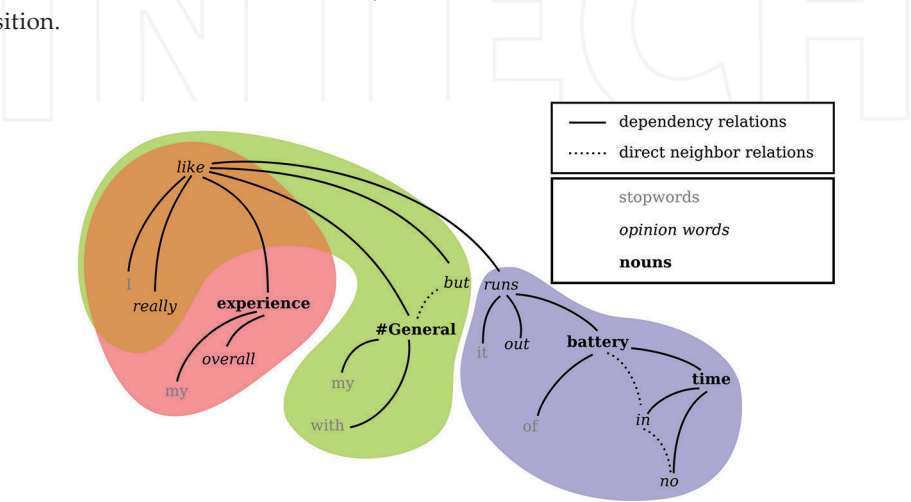 INTECH
sition.
dependency relations
direct neighbor relations
stopwords
opinion words
nouns
like
I
really
experience
overall
my
but
#General
my
with
runs
it
out
battery
of
time
in
no